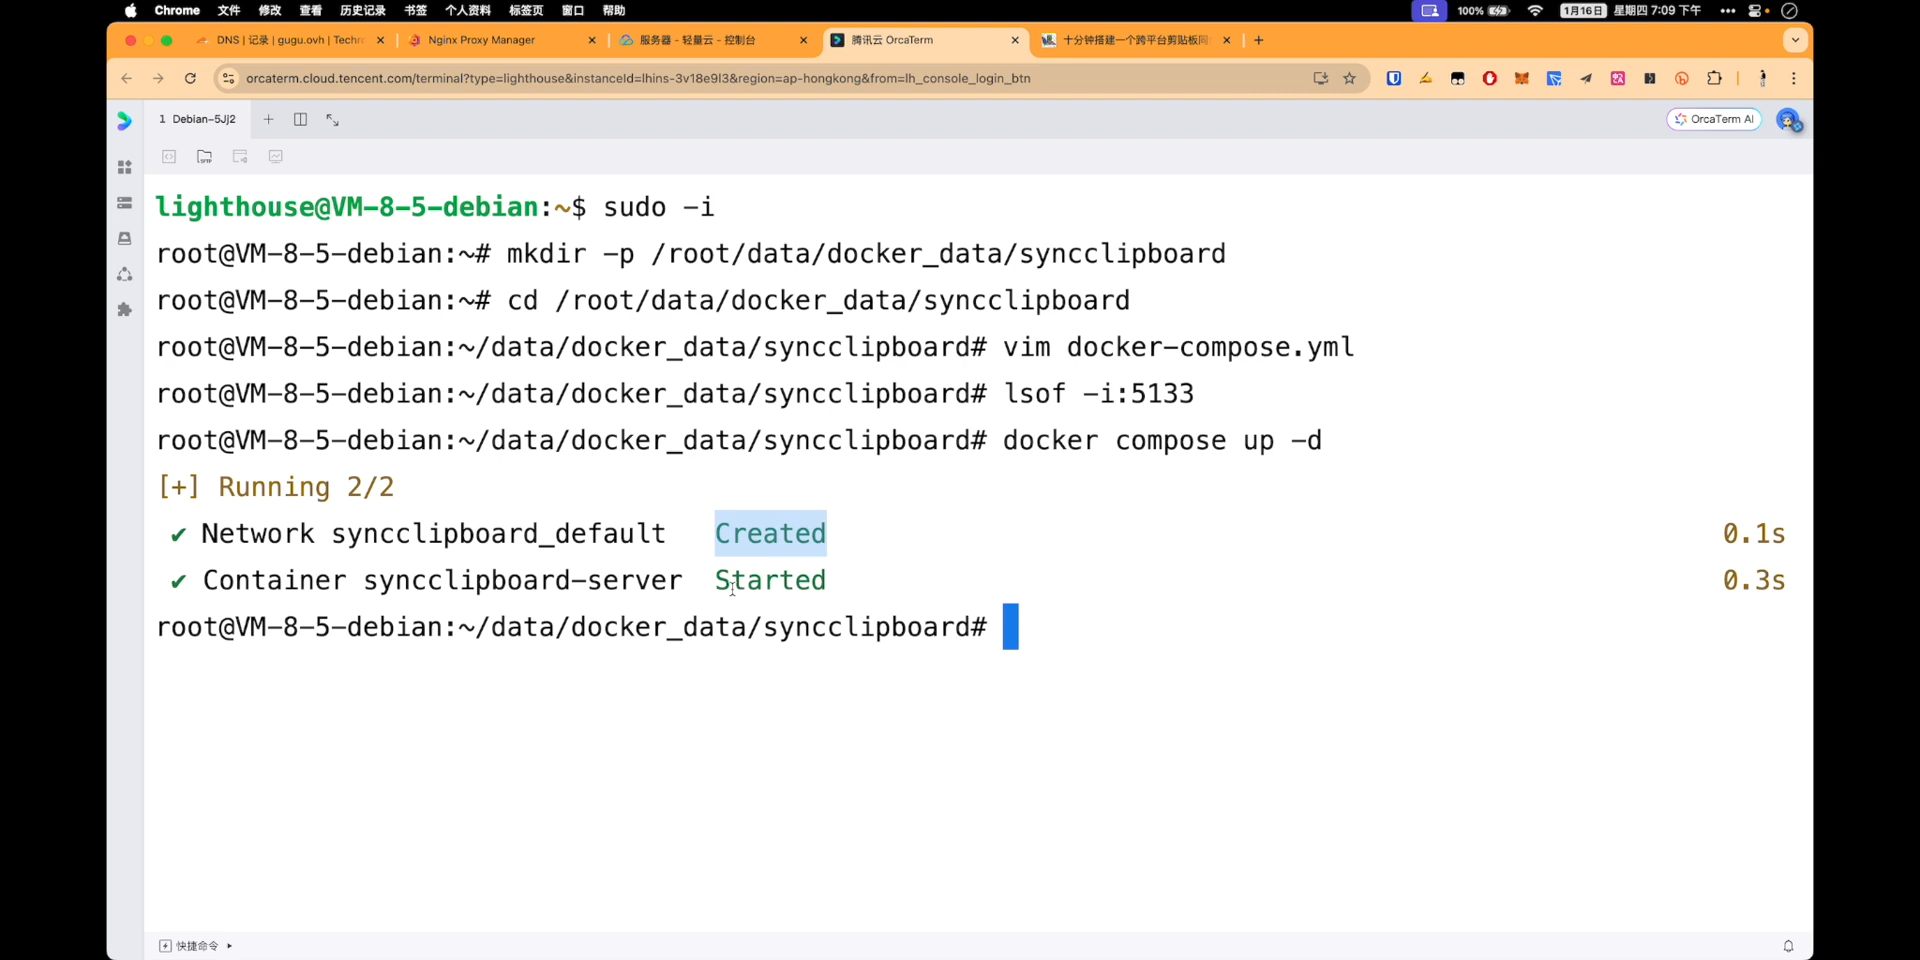 Chrome 文件 修改 查看 历史记录 书签 个人资料 标签页 窗口 帮助 100% 1月16日 星期四 7:09 下午
DNS | 记录 | gugu.ovh | Techr Nginx Proxy Manager 服务器 - 轻量云 - 控制台 腾讯云 OrcaTerm 十分钟搭建一个跨平台剪贴板同
orcaterm.cloud.tencent.com/terminal?type=lighthouse&instanceId=lhins-3v18e9l3&region=ap-hongkong&from=lh_console_login_btn
1 Debian-5Jj2 OrcaTerm AI
lighthouse@VM-8-5-debian:~$ sudo -i
root@VM-8-5-debian:~# mkdir -p /root/data/docker_data/syncclipboard
root@VM-8-5-debian:~# cd /root/data/docker_data/syncclipboard
root@VM-8-5-debian:~/data/docker_data/syncclipboard# vim docker-compose.yml
root@VM-8-5-debian:~/data/docker_data/syncclipboard# lsof -i:5133
root@VM-8-5-debian:~/data/docker_data/syncclipboard# docker compose up -d
[+] Running 2/2
✔ Network syncclipboard_default Created 0.1s
✔ Container syncclipboard-server Started 0.3s
root@VM-8-5-debian:~/data/docker_data/syncclipboard#
快捷命令